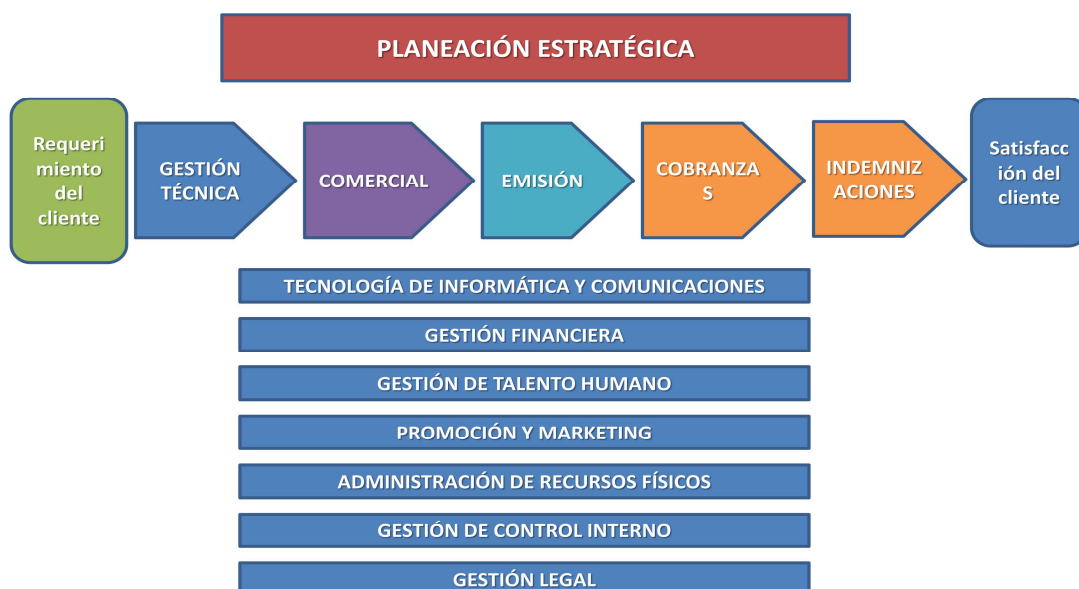 PLANEACIÓN ESTRATÉGICA
Requeri
miento
del
cliente
GESTIÓN
TÉCNICA
COMERCIAL
EMISIÓN
COBRANZA
S
INDEMNIZ
ACIONES
Satisfacc
ión del
cliente
TECNOLOGÍA DE INFORMÁTICA Y COMUNICACIONES
GESTIÓN FINANCIERA
GESTIÓN DE TALENTO HUMANO
PROMOCIÓN Y MARKETING
ADMINISTRACIÓN DE RECURSOS FÍSICOS
GESTIÓN DE CONTROL INTERNO
GESTIÓN LEGAL